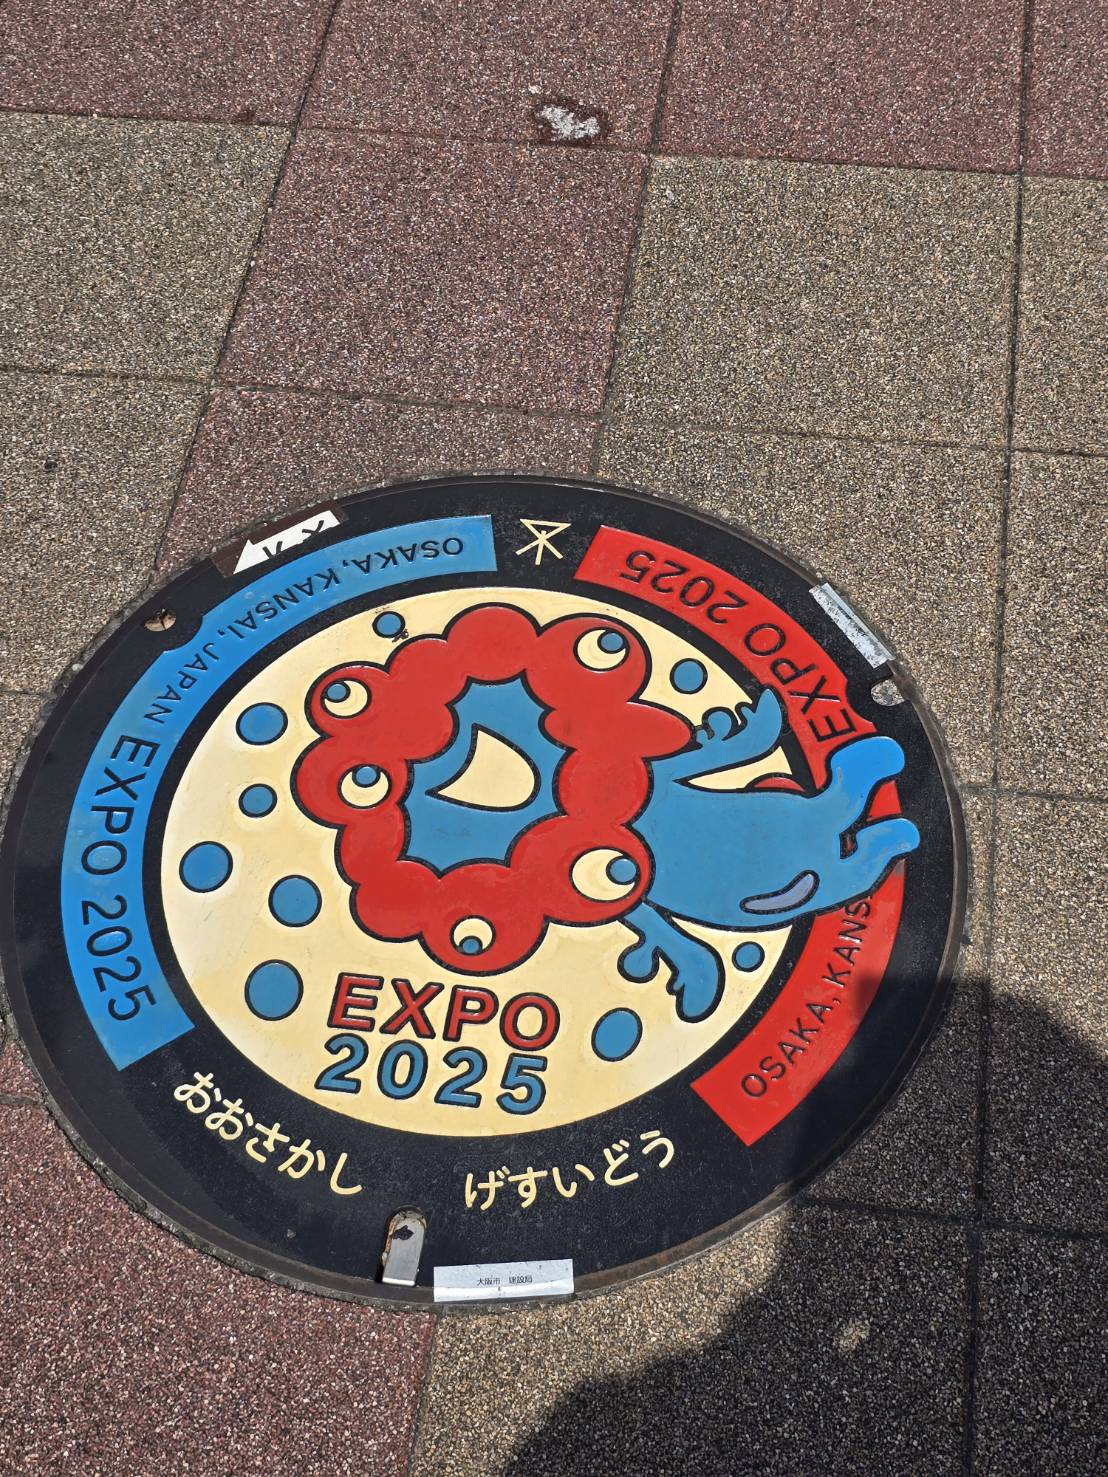 OSAKA, KANSAI, JAPAN EXPO 2025
EXPO 2025
OSAKA, KANS
EXPO
2025
おおさかし げすいどう
大阪市 建設局